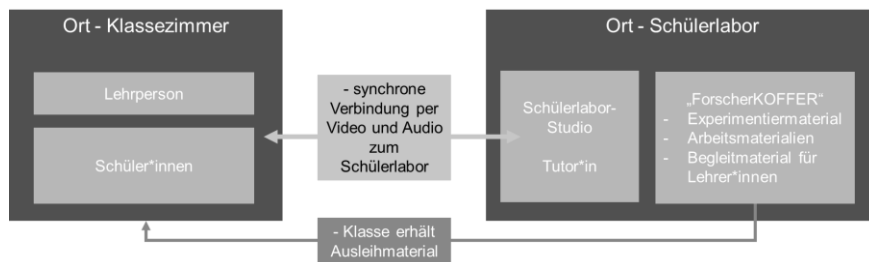 Ort - Klassezimmer
Lehrperson
Schüler*innen
- synchrone
Verbindung per
Video und Audio
zum
Schülerlabor
Ort - Schülerlabor
Schülerlabor-
Studio
Tutor*in
„ForscherKOFFER“
- Experimentiermaterial
- Arbeitsmaterialien
- Begleitmaterial für
Lehrer*innen
- Klasse erhält
Ausleihmaterial